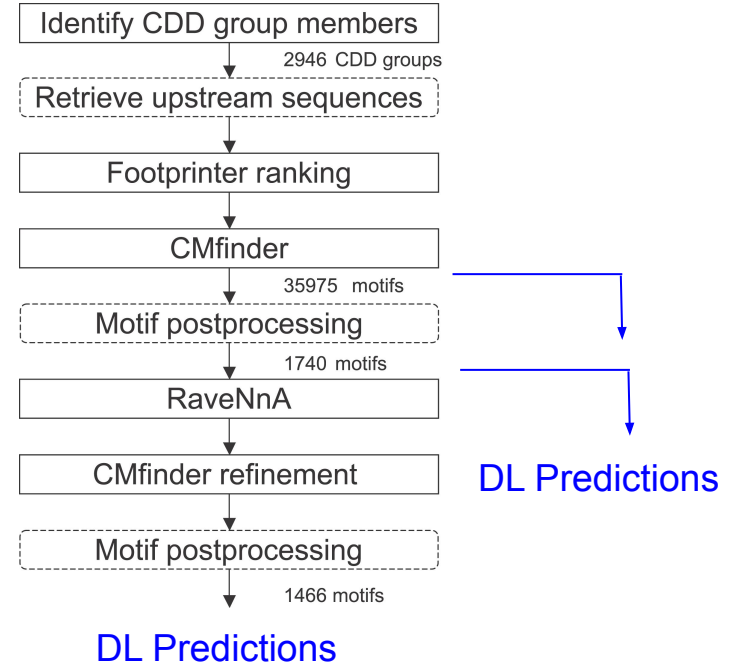 Identify CDD group members
2946 CDD groups
Retrieve upstream sequences
Footprinter ranking
CMfinder
35975 motifs
Motif postprocessing
1740 motifs
RaveNnA
CMfinder refinement
DL Predictions
Motif postprocessing
1466 motifs
DL Predictions